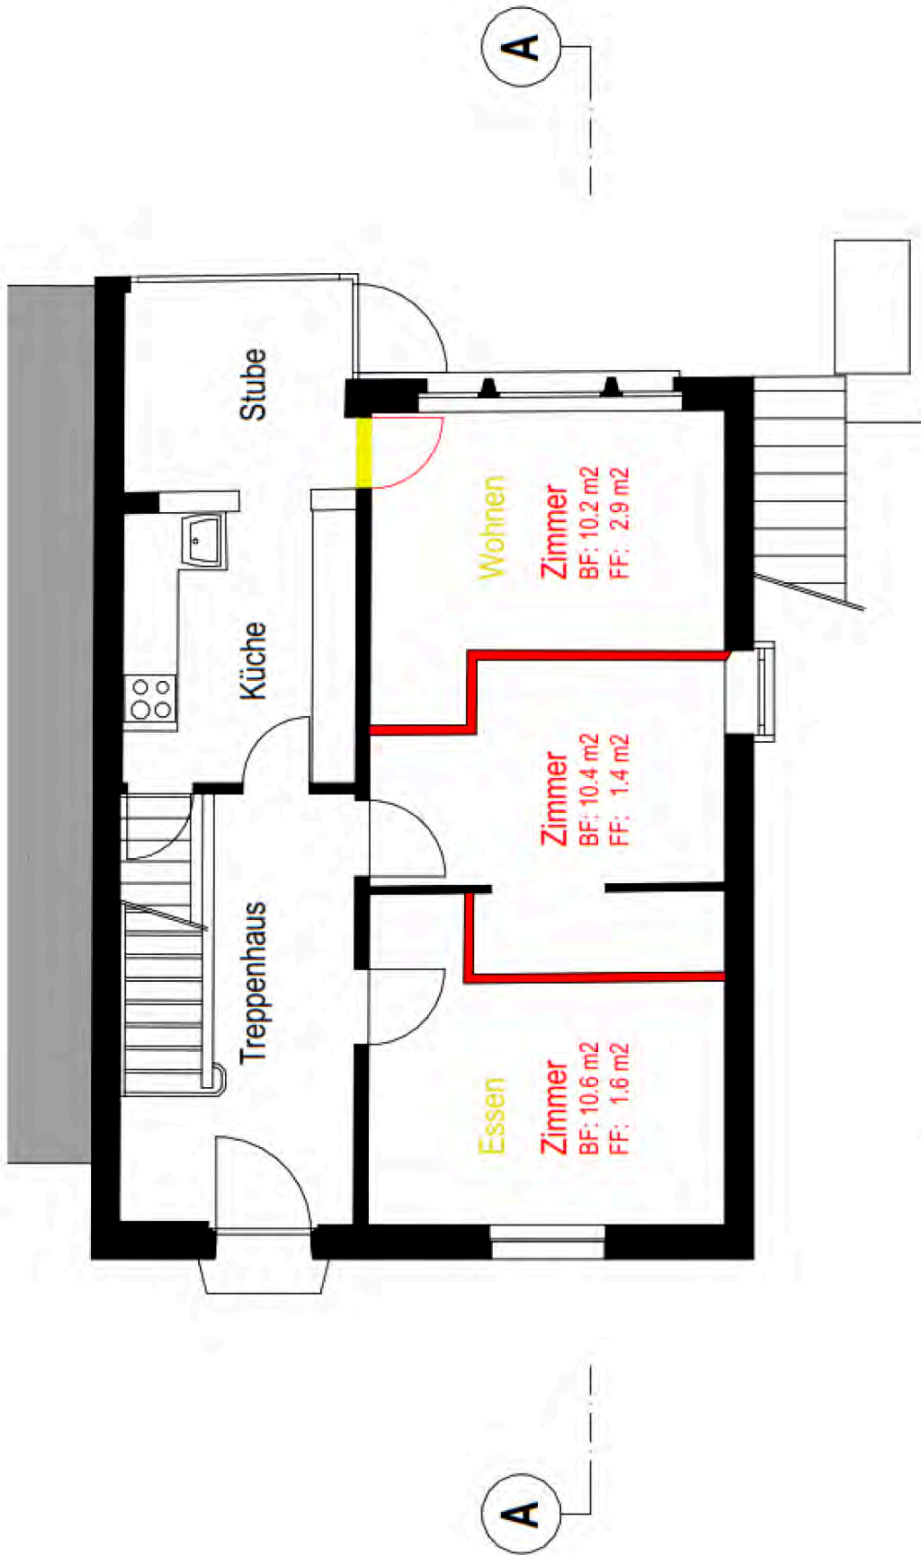 A
Treppenhaus
Küche
Stube
Essen
Zimmer
BF: 10.6 m2
FF: 1.6 m2
Zimmer
BF: 10.4 m2
FF: 1.4 m2
Wohnen
Zimmer
BF: 10.2 m2
FF: 2.9 m2
A